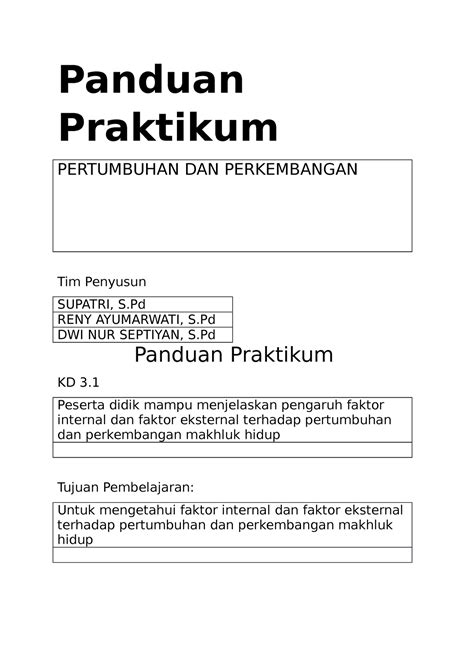 Panduan
Praktikum
PERTUMBUHAN DAN PERKEMBANGAN
Tim Penyusun
SUPATRI, S.Pd
RENY AYUMARWATI, S.Pd
DWI NUR SEPTIYAN, S.Pd
Panduan Praktikum
KD 3.1
Peserta didik mampu menjelaskan pengaruh faktor
internal dan faktor eksternal terhadap pertumbuhan
dan perkembangan makhluk hidup
Tujuan Pembelajaran:
Untuk mengetahui faktor internal dan faktor eksternal
terhadap pertumbuhan dan perkembangan makhluk
hidup